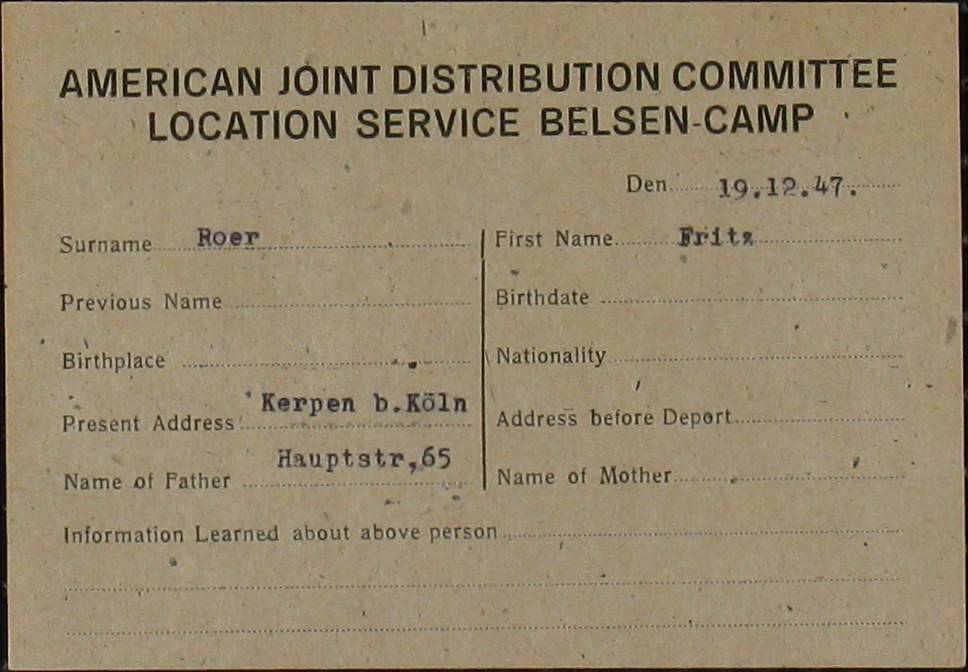 AMERICAN JOINT DISTRIBUTION COMMITTEE
LOCATION SERVICE BELSEN-CAMP
Den 19.12.47.
Surname Roer First Name Fritz
Previous Name Birthdate
Birthplace Nationality
Present Address Kerpen b.Köln Address before Deport.
Hauptstr,65
Name of Father Name of Mother
Information Learned about above person